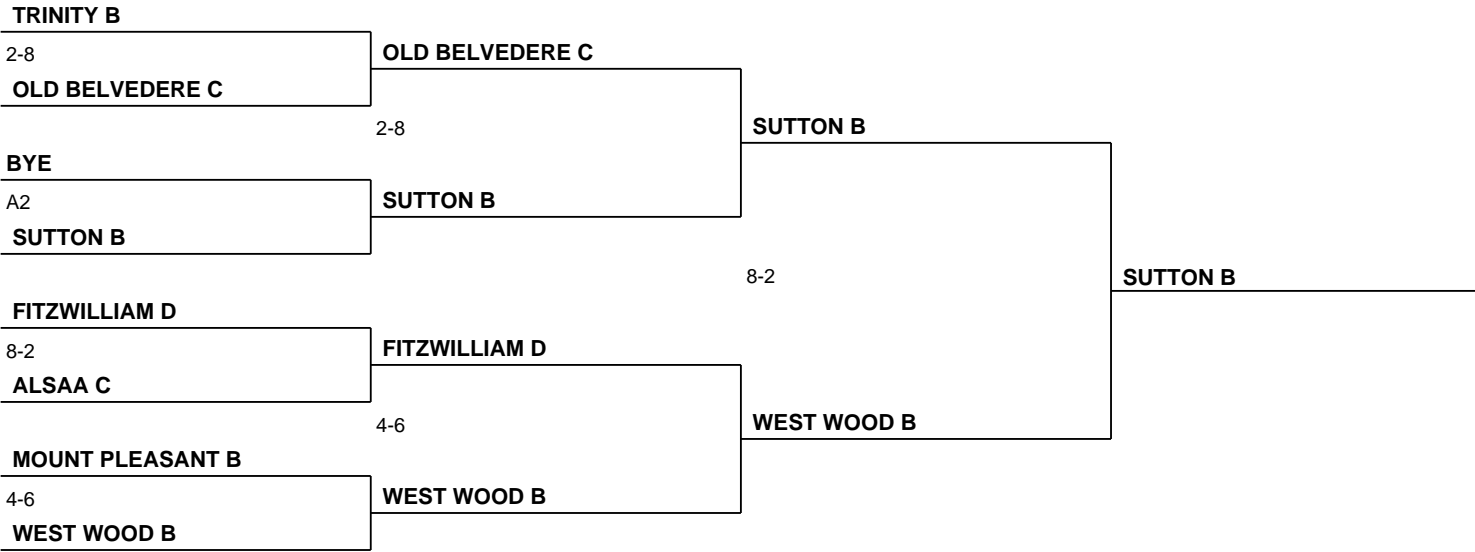 TRINITY B
2-8
OLD BELVEDERE C
OLD BELVEDERE C
2-8
SUTTON B
BYE
A2
SUTTON B
SUTTON B
8-2
SUTTON B
FITZWILLIAM D
8-2
FITZWILLIAM D
ALSAA C
4-6
WEST WOOD B
MOUNT PLEASANT B
4-6
WEST WOOD B
WEST WOOD B